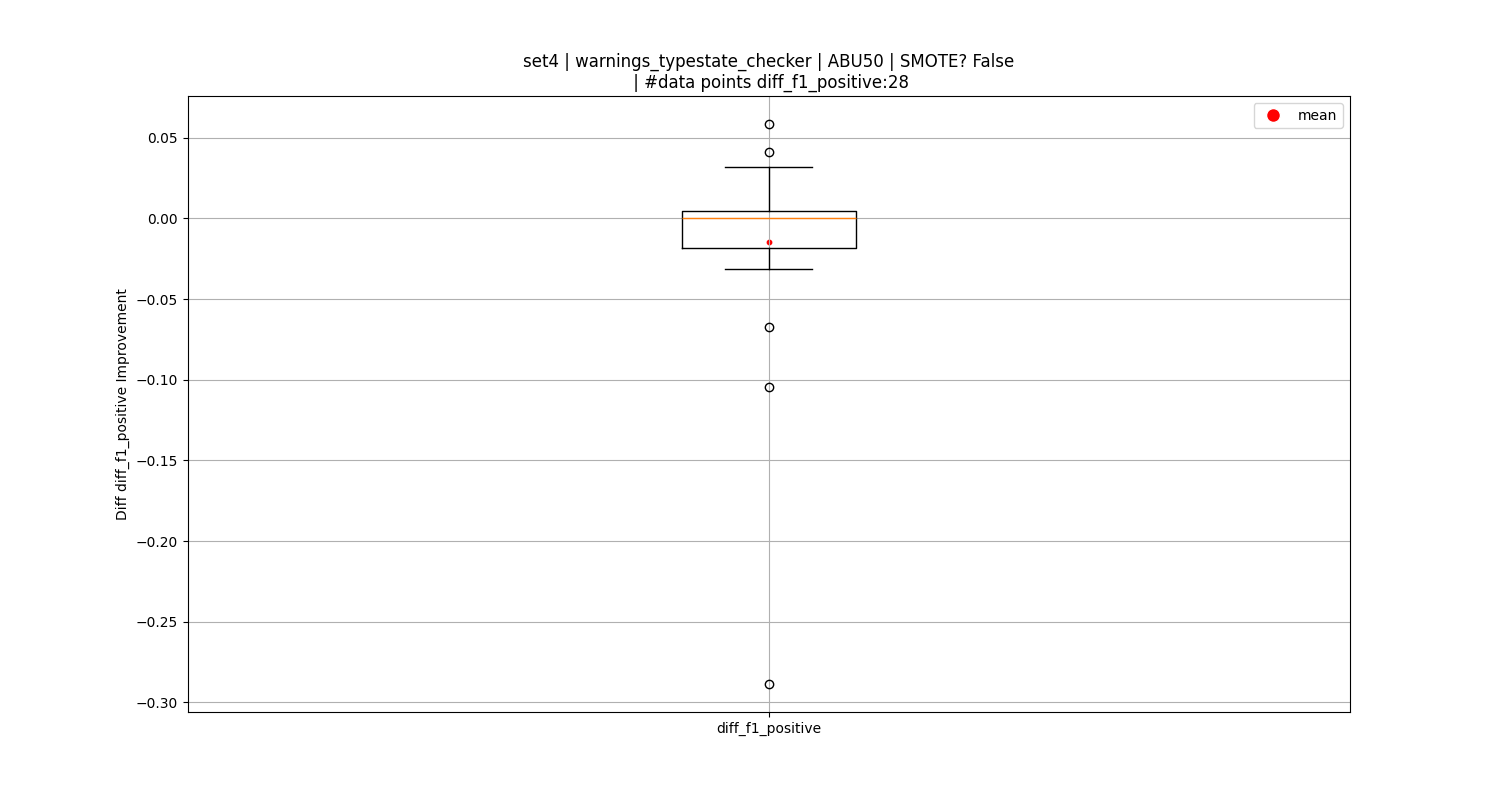 set4 | warnings_typestate_checker | ABU50 | SMOTE? False
| #data points diff_f1_positive:28
mean
0.05
0.00
−0.05
−0.10
−0.15
−0.20
−0.25
−0.30
Diff diff_f1_positive Improvement
diff_f1_positive